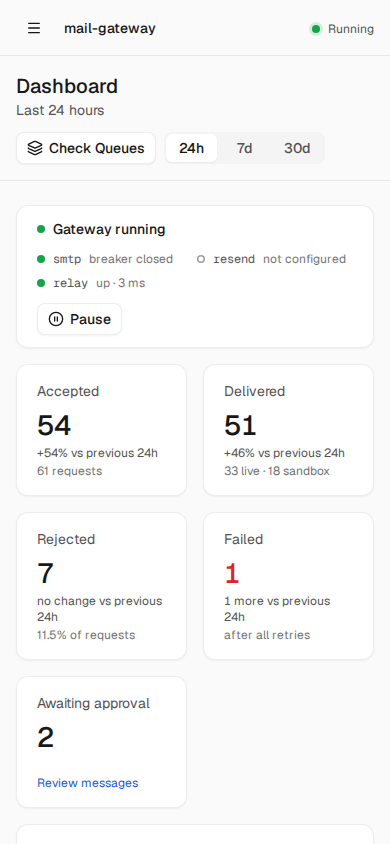 mail-gateway
Running
Dashboard
Last 24 hours
Check Queues
24h
7d
30d
Gateway running
smtp breaker closed
resend not configured
relay up · 3 ms
Pause
Accepted
54
+54% vs previous 24h
61 requests
Delivered
51
+46% vs previous 24h
33 live · 18 sandbox
Rejected
7
no change vs previous
24h
11.5% of requests
Failed
1
1 more vs previous
24h
after all retries
Awaiting approval
2
Review messages